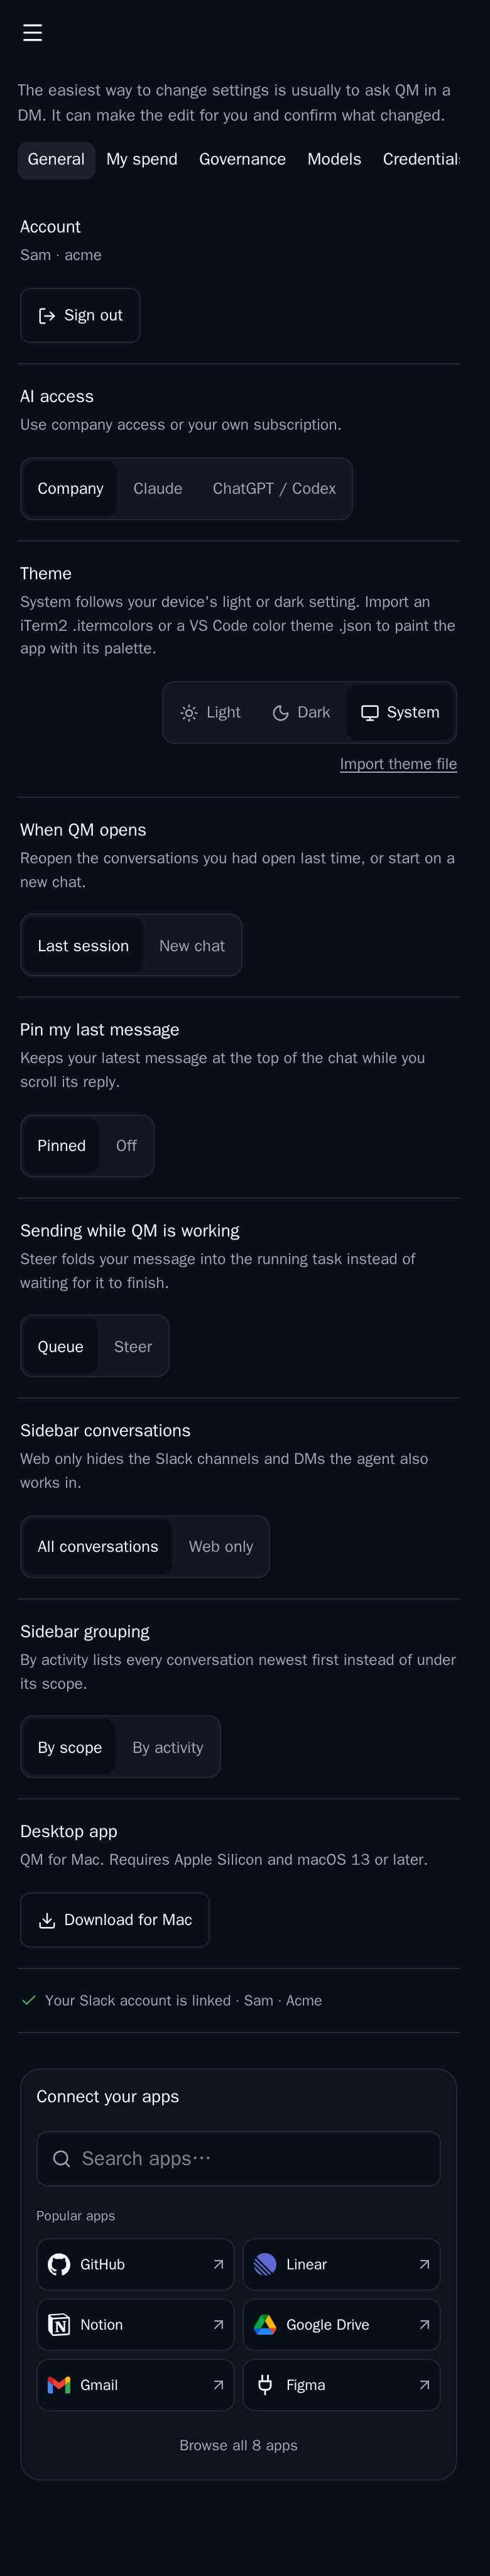 The easiest way to change settings is usually to ask QM in a
DM. It can make the edit for you and confirm what changed.
General My spend Governance Models Credentials
Account
Sam · acme
Sign out
AI access
Use company access or your own subscription.
Company Claude ChatGPT / Codex
Theme
System follows your device's light or dark setting. Import an
iTerm2 .itermcolors or a VS Code color theme .json to paint the
app with its palette.
Light Dark System
Import theme file
When QM opens
Reopen the conversations you had open last time, or start on a
new chat.
Last session New chat
Pin my last message
Keeps your latest message at the top of the chat while you
scroll its reply.
Pinned Off
Sending while QM is working
Steer folds your message into the running task instead of
waiting for it to finish.
Queue Steer
Sidebar conversations
Web only hides the Slack channels and DMs the agent also
works in.
All conversations Web only
Sidebar grouping
By activity lists every conversation newest first instead of under
its scope.
By scope By activity
Desktop app
QM for Mac. Requires Apple Silicon and macOS 13 or later.
Download for Mac
Your Slack account is linked · Sam · Acme
Connect your apps
Search apps…
Popular apps
GitHub Linear
Notion Google Drive
Gmail Figma
Browse all 8 apps